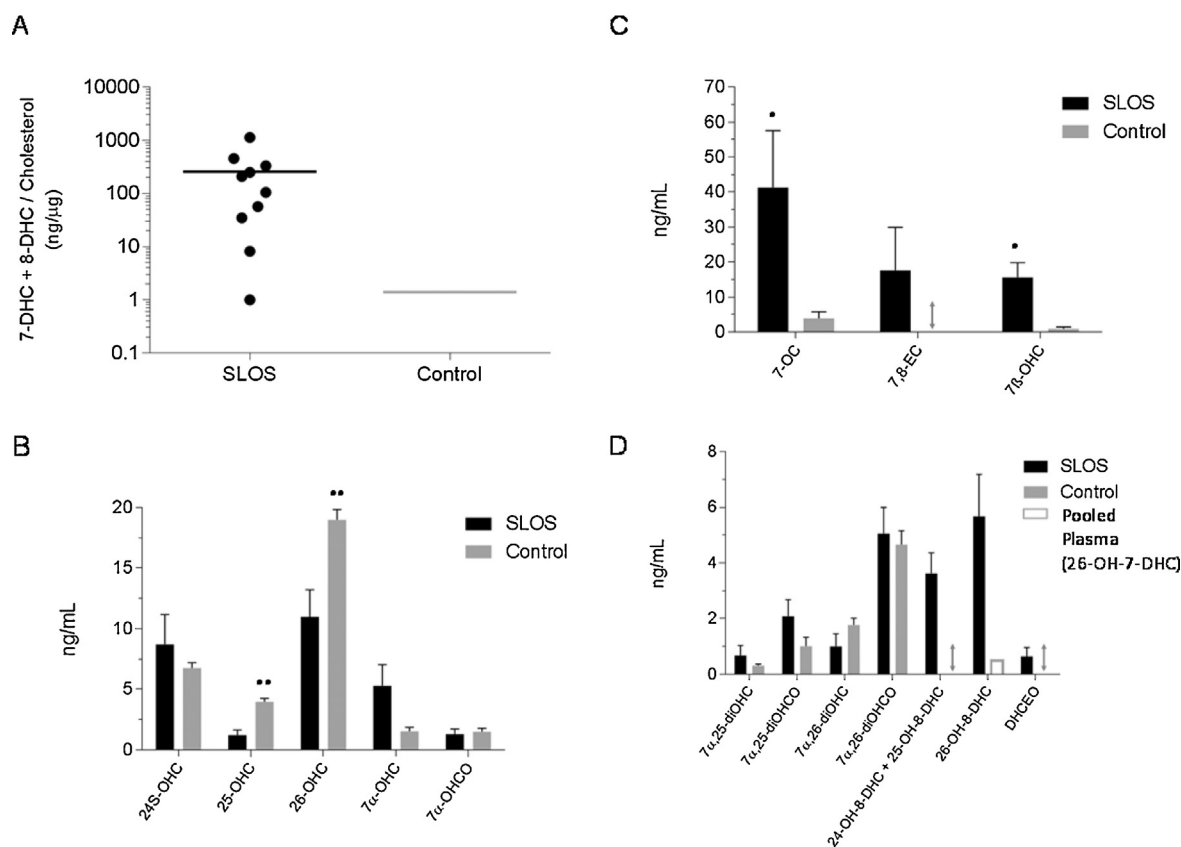 A
7-DHC + 8-DHC / Cholesterol
(ng/µg)
10000
1000
100
10
1
0.1
SLOS
Control
B
ng/mL
20
15
10
5
0
SLOS
Control
24S-OHC
25-OHC
26-OHC
7α-OHC
7α-OHCO
C
ng/mL
70
60
50
40
30
20
10
0
SLOS
Control
7-OC
7,8-EC
7ß-OHC
D
ng/mL
8
6
4
2
0
SLOS
Control
Pooled
Plasma
(26-OH-7-DHC)
7α,25-diOHC
7α,25-diOHCO
7α,26-diOHC
7α,26-diOHCO
24-OH-8-DHC + 25-OH-8-DHC
26-OH-8-DHC
DHCEO